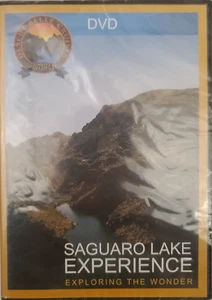 DVD
SAGUARO LAKE
EXPERIENCE
EXPLORING THE WONDER